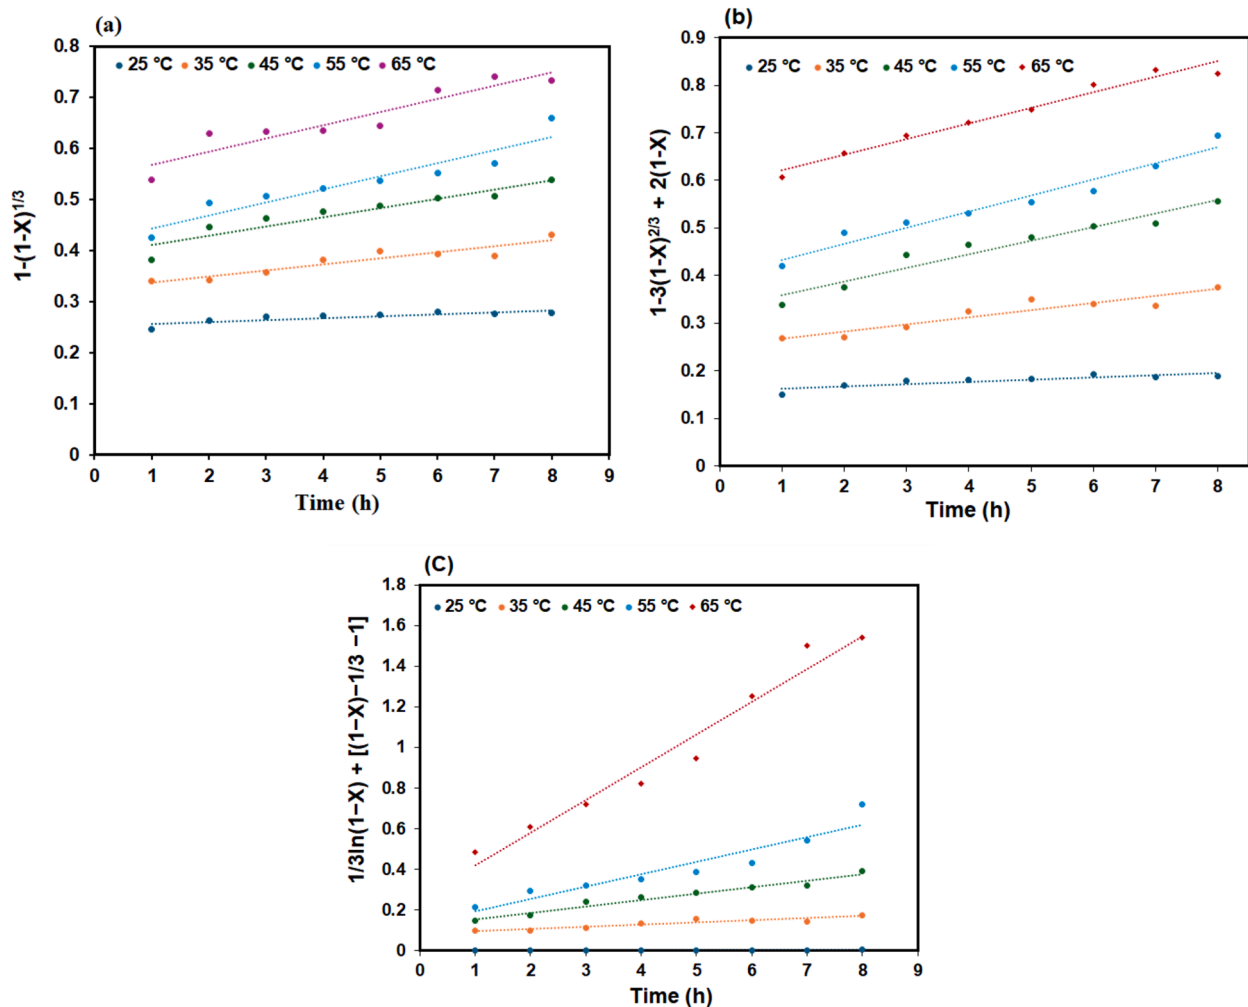 (a)
0.8
0.7
0.6
0.5
0.4
0.3
0.2
0.1
0
25 °C 35 °C 45 °C 55 °C 65 °C
1-(1-X)1/3
0 1 2 3 4 5 6 7 8 9
Time (h)
(b)
0.9
0.8
0.7
0.6
0.5
0.4
0.3
0.2
0.1
0
25 °C 35 °C 45 °C 55 °C 65 °C
1-3(1-X)2/3 + 2(1-X)
0 1 2 3 4 5 6 7 8
Time (h)
(C)
1.8
1.6
1.4
1.2
1
0.8
0.6
0.4
0.2
0
25 °C 35 °C 45 °C 55 °C 65 °C
1/3ln(1−X) + [(1−X)−1/3 −1]
0 1 2 3 4 5 6 7 8 9
Time (h)